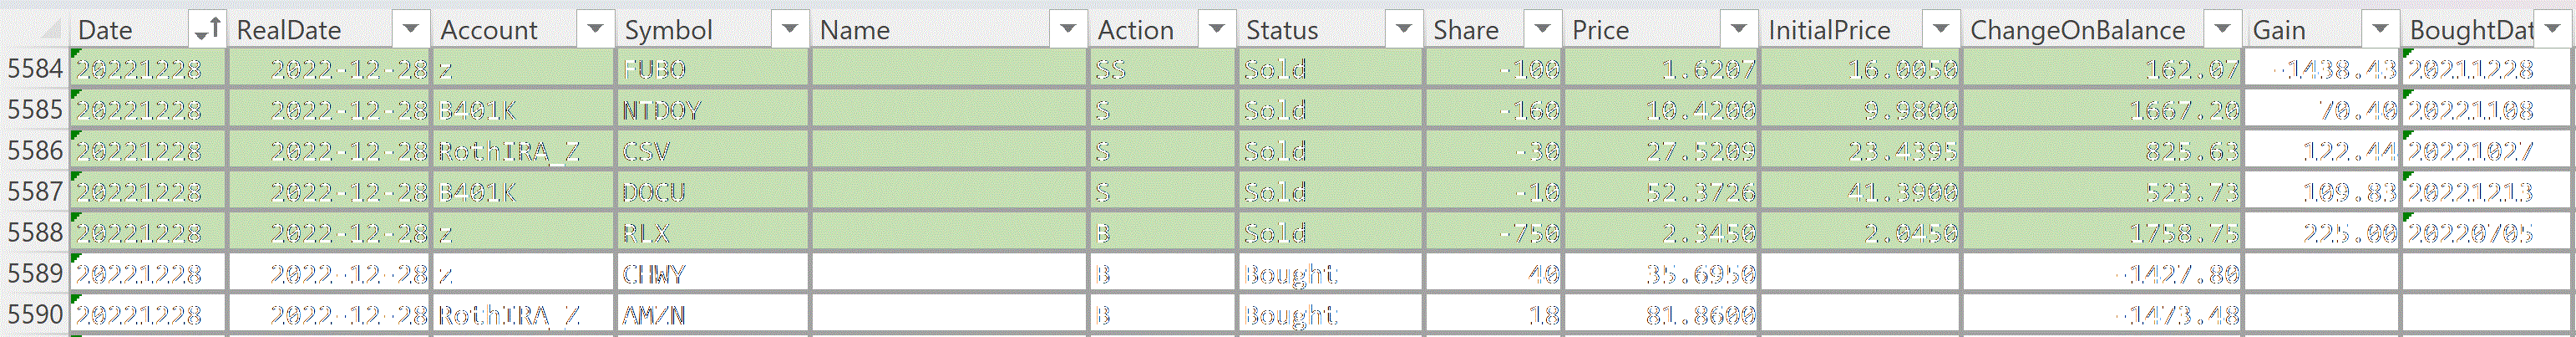 Date RealDate Account Symbol Name Action Status Share Price InitialPrice ChangeOnBalance Gain BoughtDat
5584 20221228 2022-12-28 z FUBO SS Sold -100 1.6207 16.0050 162.07 -1438.43 20211228
5585 20221228 2022-12-28 B401K NTDOY S Sold -160 10.4200 9.9800 1667.20 70.40 20221108
5586 20221228 2022-12-28 RothIRA_Z CSV S Sold -30 27.5209 23.4395 825.63 122.44 20221027
5587 20221228 2022-12-28 B401K DOCU S Sold -10 52.3726 41.3900 523.73 109.83 20221213
5588 20221228 2022-12-28 z RLX B Sold -750 2.3450 2.0450 1758.75 225.00 20220705
5589 20221228 2022-12-28 z CHWY B Bought 40 35.6950 -1427.80
5590 20221228 2022-12-28 RothIRA_Z AMZN B Bought 18 81.8600 -1473.48